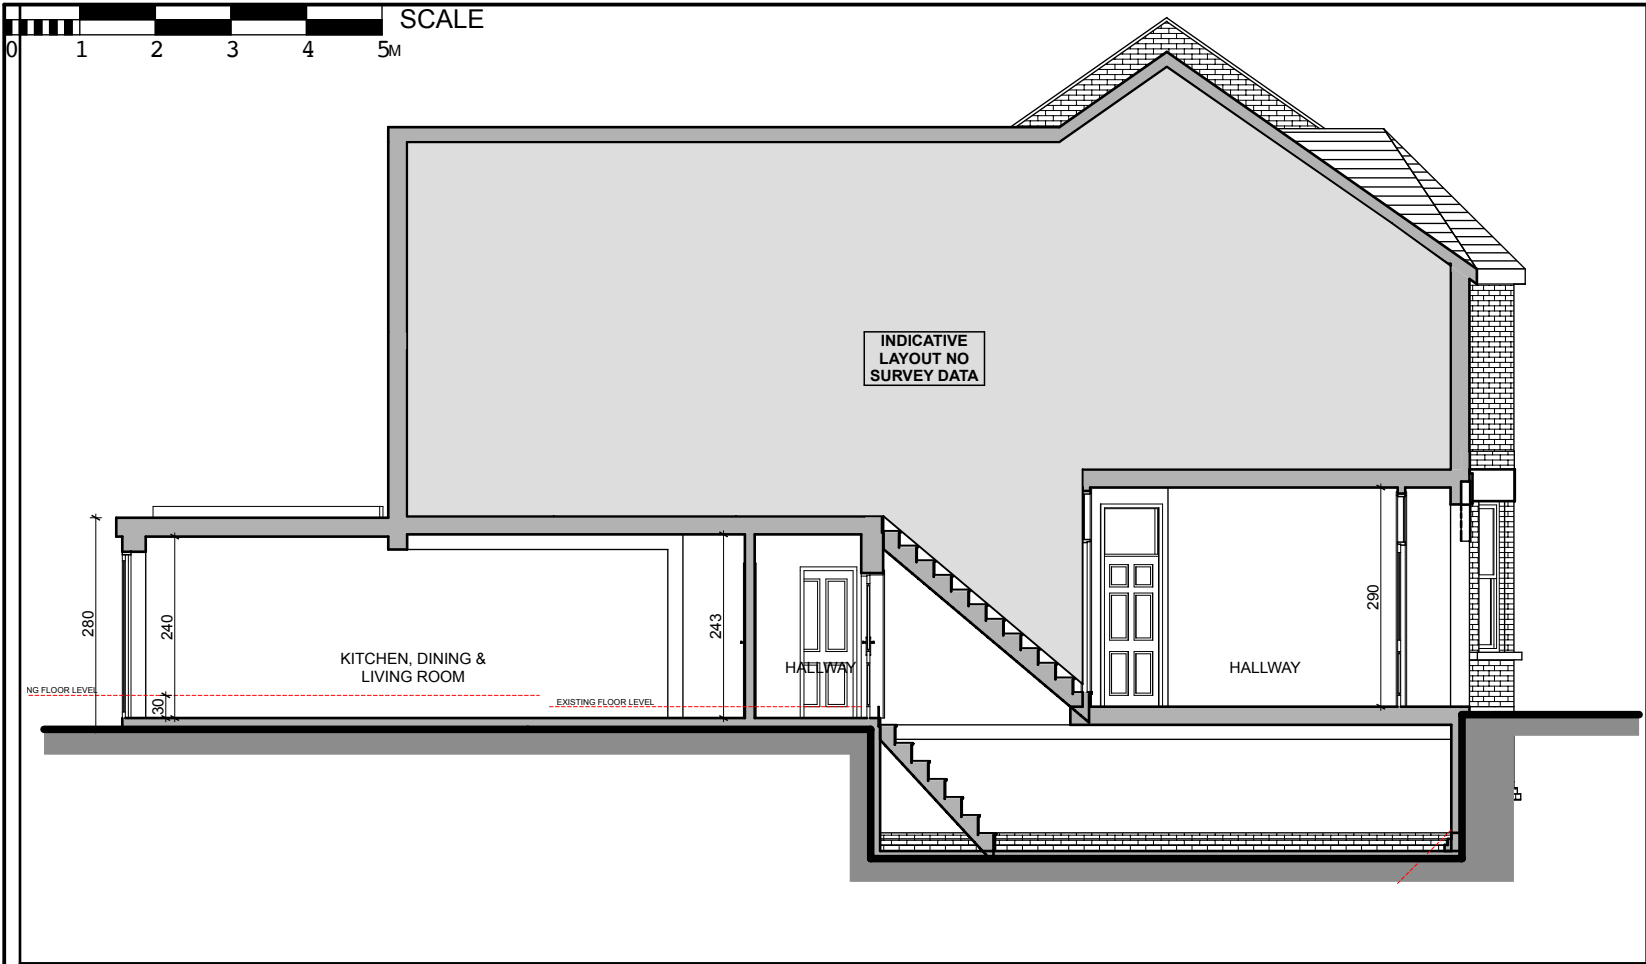 SCALE
0 1 2 3 4 5M
INDICATIVE
LAYOUT NO
SURVEY DATA
280
240
243
290
KITCHEN, DINING &
LIVING ROOM
HALLWAY
HALLWAY
NG FLOOR LEVEL
30
EXISTING FLOOR LEVEL